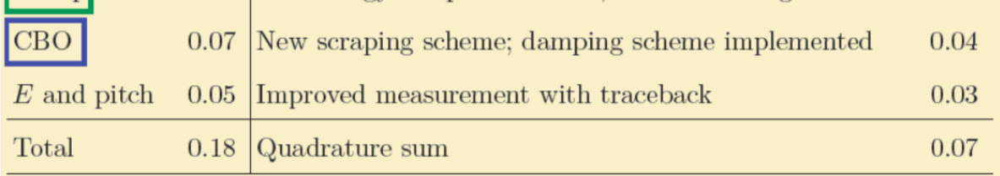 CBO 0.07 New scraping scheme; damping scheme implemented 0.04
E and pitch 0.05 Improved measurement with traceback 0.03
Total 0.18 Quadrature sum 0.07